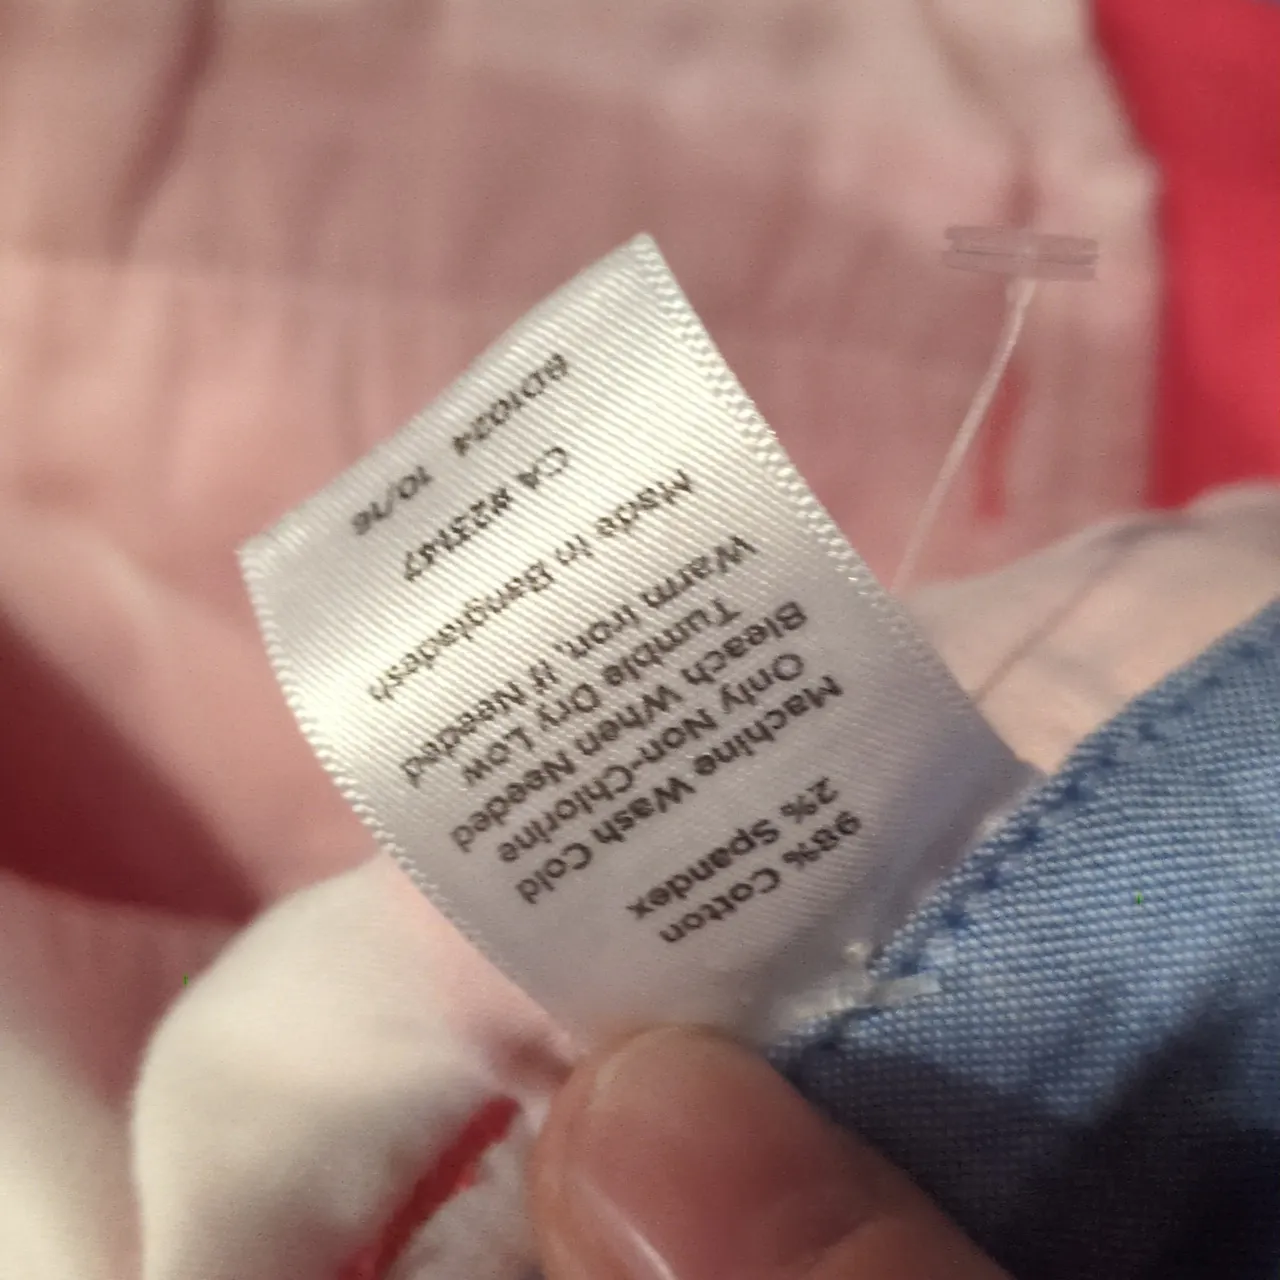 98% Cotton
2% Spandex
Machine Wash Cold
Only Non-Chlorine
Bleach When Needed
Tumble Dry Low
Warm Iron, If Needed
Made in Bangladesh
CA #23147
BD1024 10/16